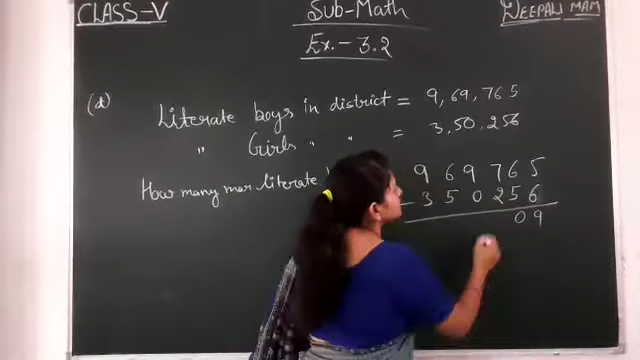 CLASS-V
Sub-Math
DEEPALI MAM
Ex.-3.2
(d)
Literate boys in district = 9,69,765
" Girls " " = 3,50,256
How many mor literate
9 6 9 7 6 5
- 3 5 0 2 5 6
0 9